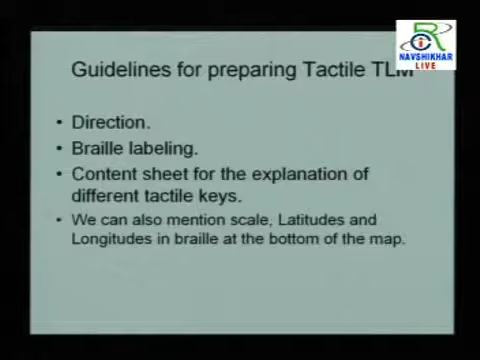 NAVSHIKHAR
LIVE
Guidelines for preparing Tactile TLM
• Direction.
• Braille labeling.
• Content sheet for the explanation of
different tactile keys.
• We can also mention scale, Latitudes and
Longitudes in braille at the bottom of the map.